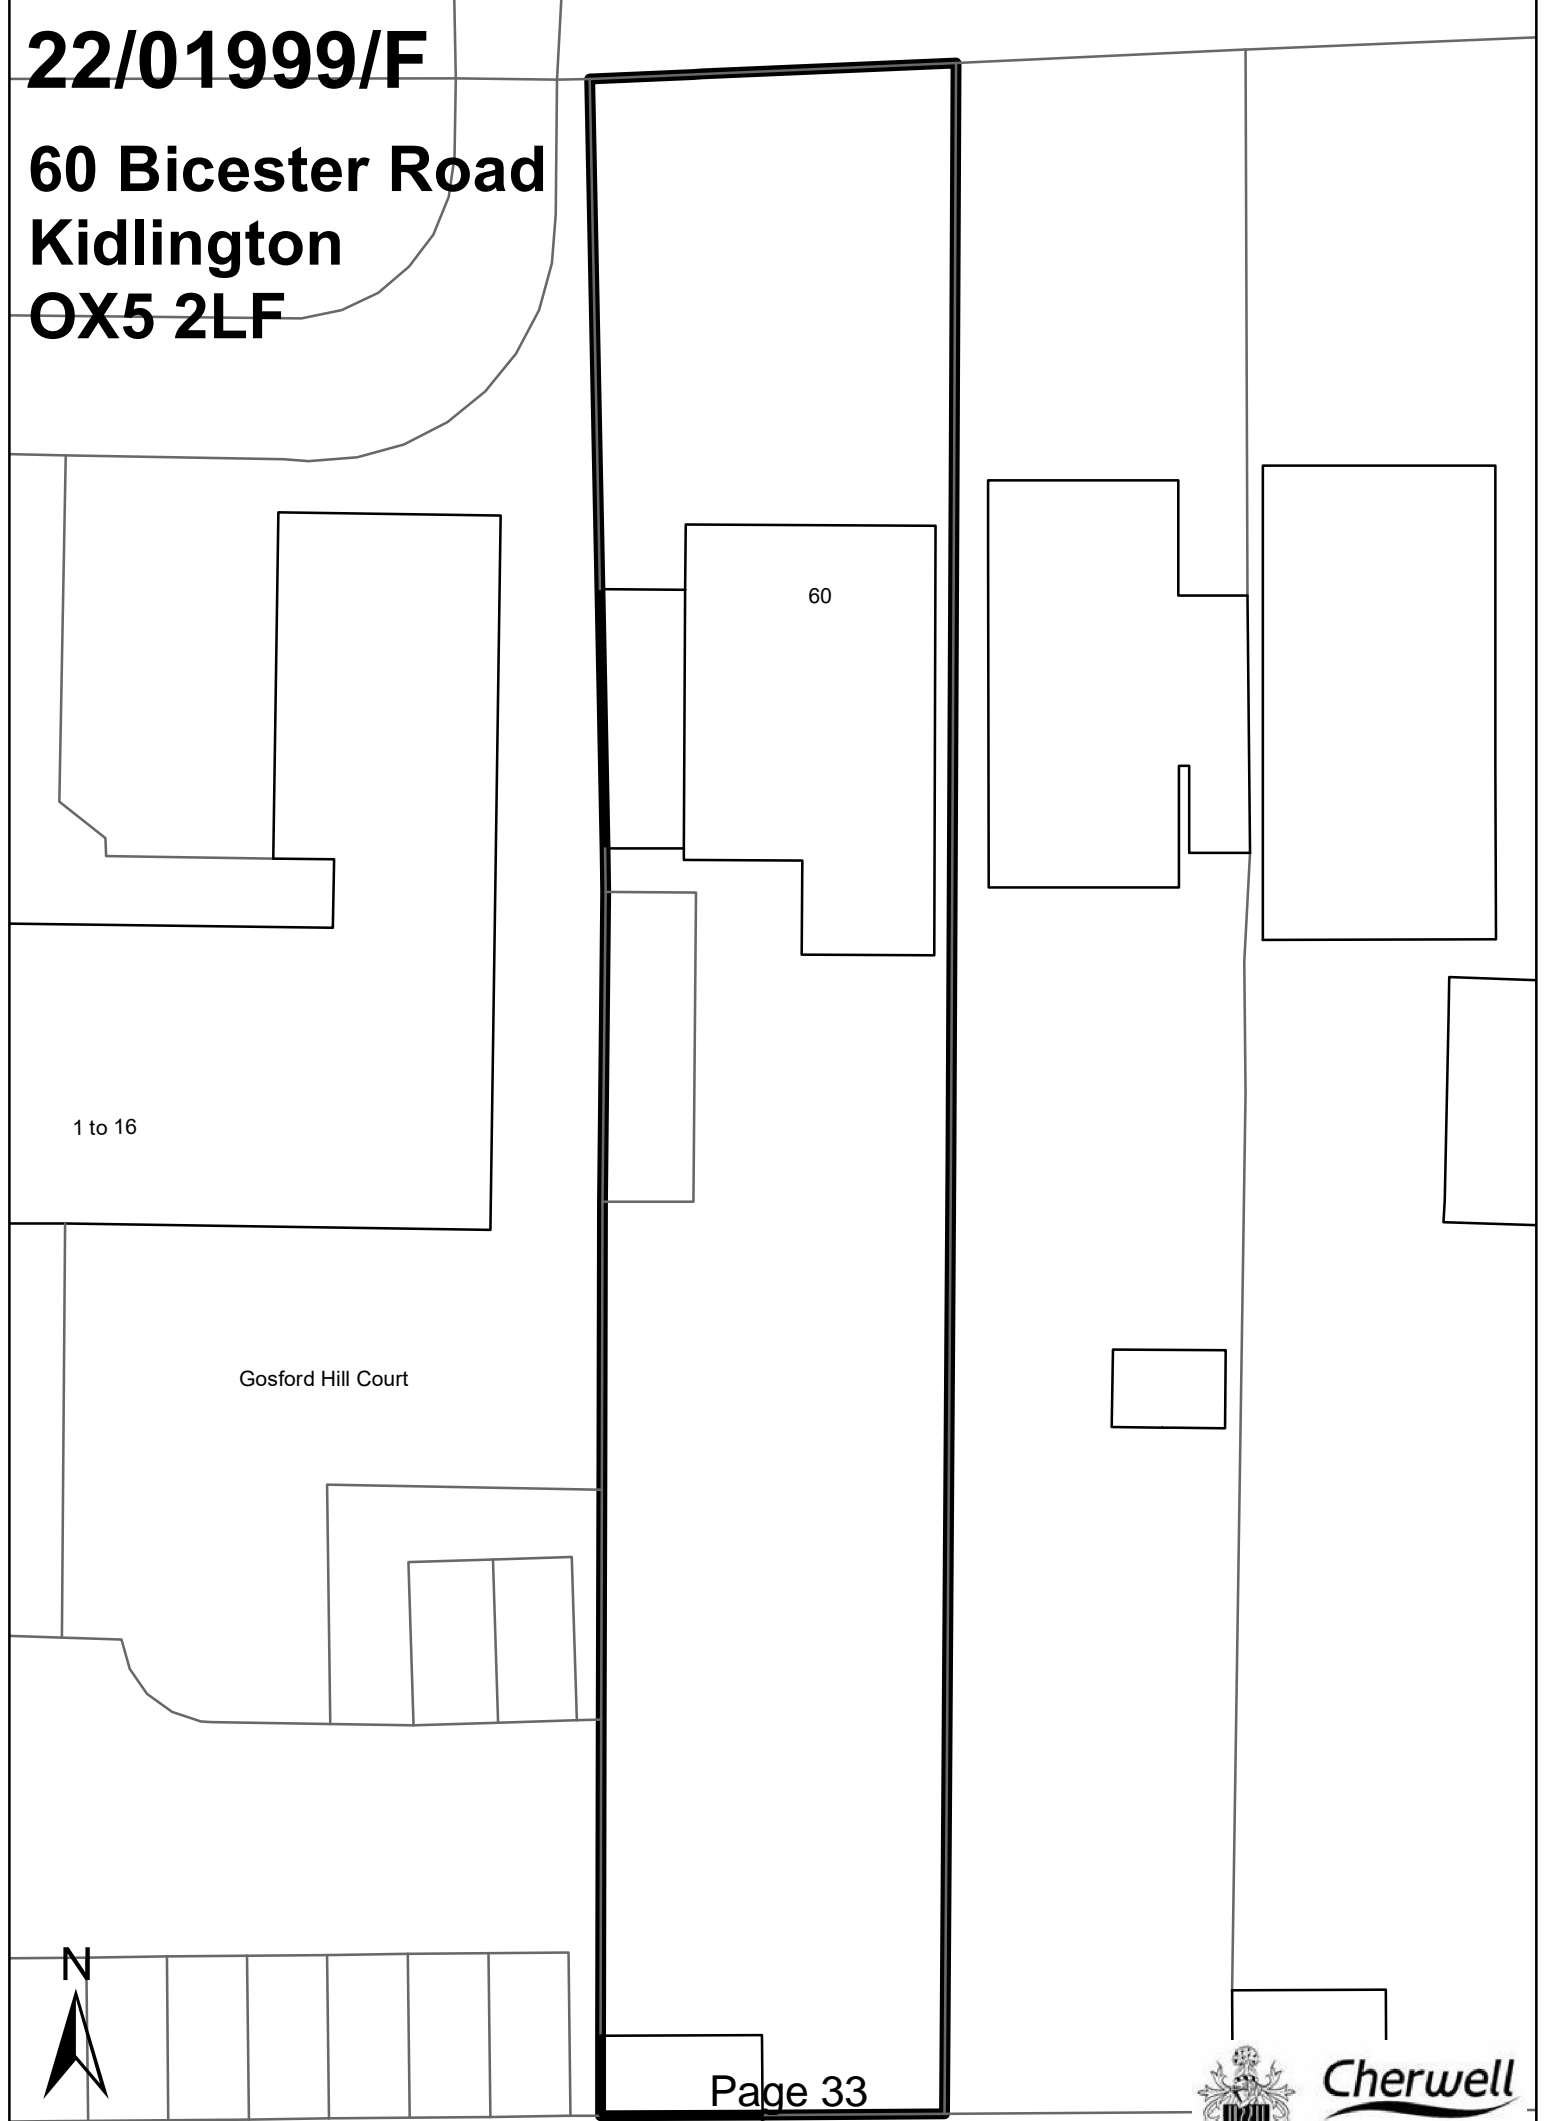 22/01999/F
60 Bicester Road
Kidlington
OX5 2LF
60
1 to 16
Gosford Hill Court
N
Page 33
Cherwell